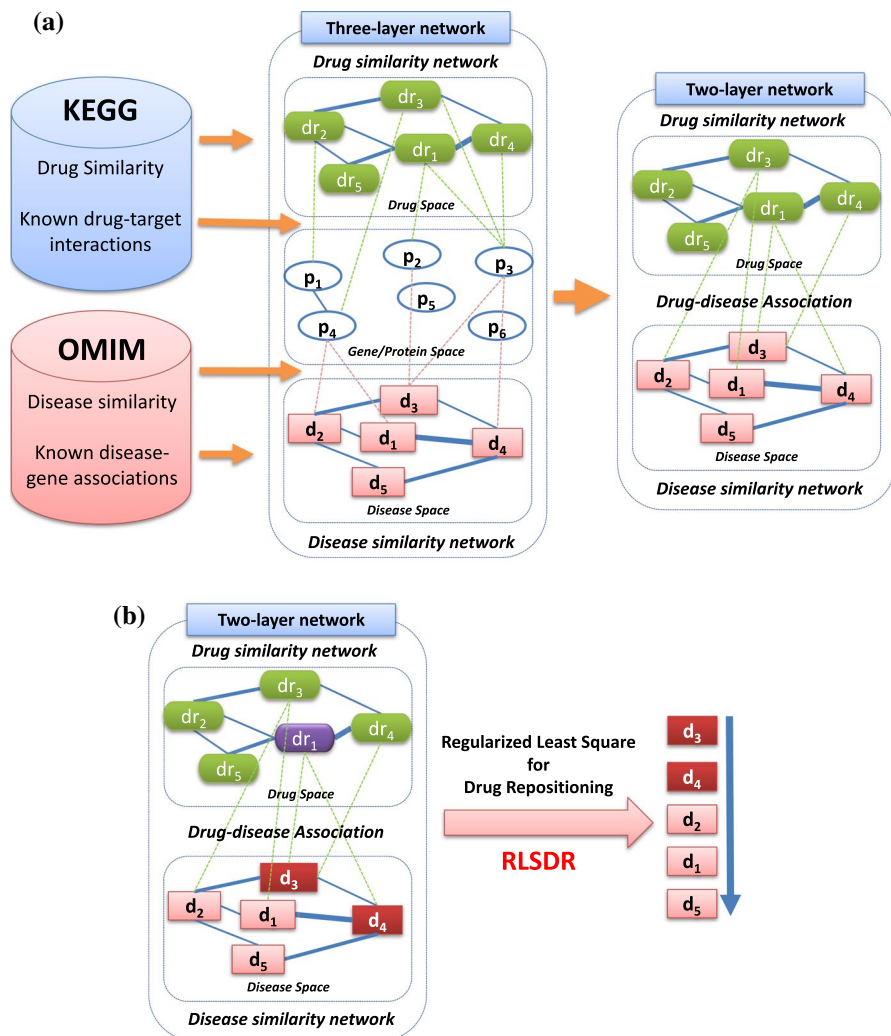 (a)
KEGG
Drug Similarity
Known drug-target
interactions
OMIM
Disease similarity
Known disease-
gene associations
Three-layer network
Drug similarity network
dr3
dr2
dr1
dr4
dr5
Drug Space
p2
p3
p1
p5
p4
p6
Gene/Protein Space
d3
d2
d1
d4
d5
Disease Space
Disease similarity network
Two-layer network
Drug similarity network
dr3
dr2
dr1
dr4
dr5
Drug Space
Drug-disease Association
d3
d2
d1
d4
d5
Disease Space
Disease similarity network
(b)
Two-layer network
Drug similarity network
dr3
dr2
dr1
dr4
dr5
Drug Space
Drug-disease Association
d3
d2
d1
d4
d5
Disease Space
Disease similarity network
Regularized Least Square
for
Drug Repositioning
RLSDR
d3
d4
d2
d1
d5